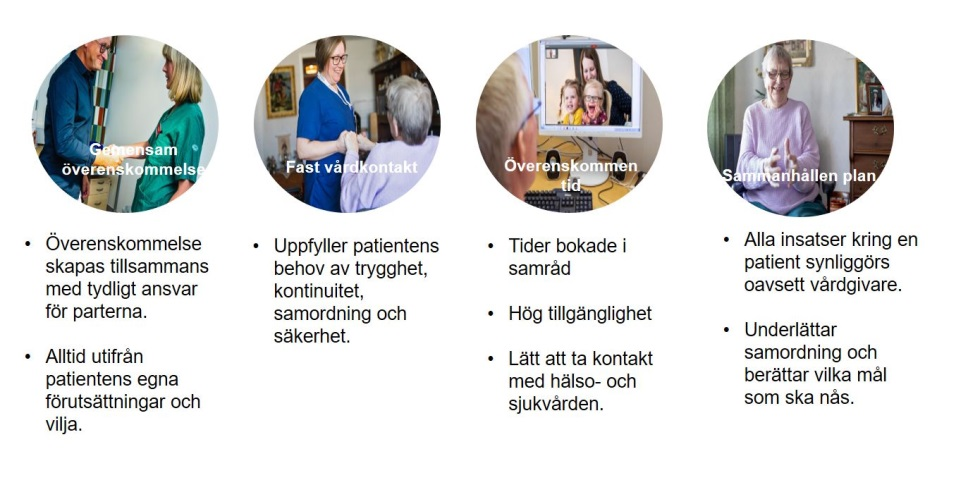 Gemensam
överenskommelse
• Överenskommelse
skapas tillsammans
med tydligt ansvar
för parterna.
• Alltid utifrån
patientens egna
förutsättningar och
vilja.
Fast vårdkontakt
• Uppfyller patientens
behov av trygghet,
kontinuitet,
samordning och
säkerhet.
Överenskommen
tid
• Tider bokade i
samråd
• Hög tillgänglighet
• Lätt att ta kontakt
med hälso- och
sjukvården.
Sammanhållen plan
• Alla insatser kring en
patient synliggörs
oavsett vårdgivare.
• Underlättar
samordning och
berättar vilka mål
som ska nås.